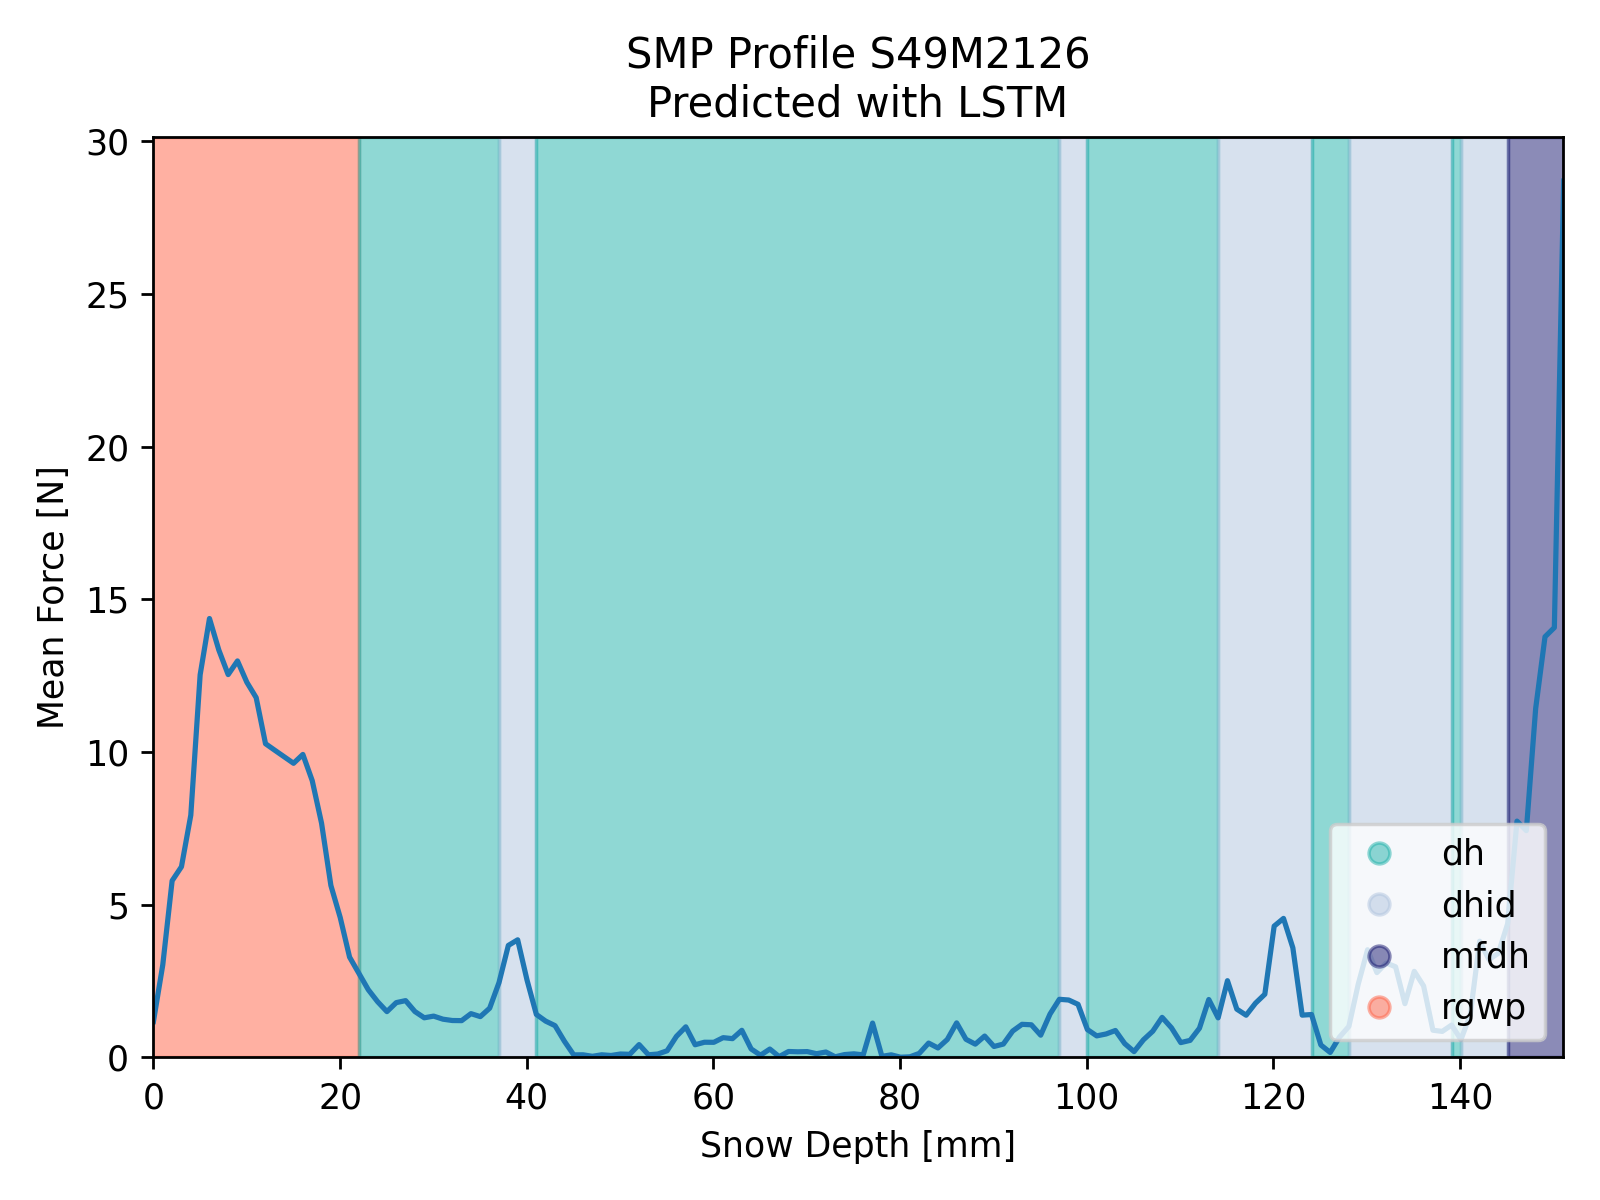 SMP Profile S49M2126
Predicted with LSTM
Mean Force [N]
30
25
20
15
10
5
0
dh
dhid
mfdh
rgwp
0 20 40 60 80 100 120 140
Snow Depth [mm]